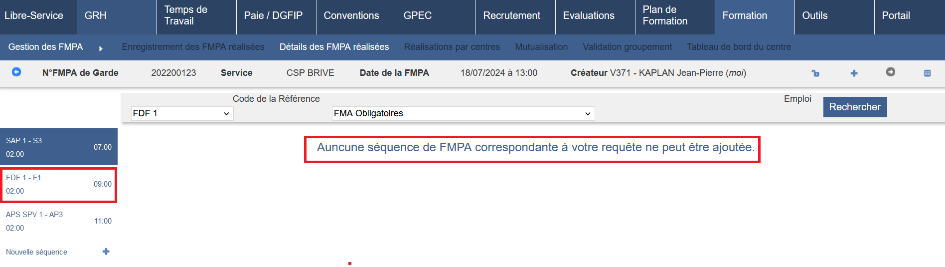 Libre-Service GRH Temps de Travail Paie / DGFIP Conventions GPEC Recrutement Evaluations Plan de Formation Formation Outils Portail
Gestion des FMPA Enregistrement des FMPA réalisées Détails des FMPA réalisées Réalisations par centres Mutualisation Validation groupement Tableau de bord du centre
N°FMPA de Garde 202200123 Service CSP BRIVE Date de la FMPA 18/07/2024 à 13:00 Créateur V371 - KAPLAN Jean-Pierre (moi)
Code de la Référence Emploi
FDF 1 FMA Obligatoires Rechercher
Auncune séquence de FMPA correspondante à votre requête ne peut être ajoutée.
SAP 1 - S3 07:00
02:00
FDF 1 - F1 09:00
02:00
APS SPV 1 - AP3 11:00
02:00
Nouvelle séquence +